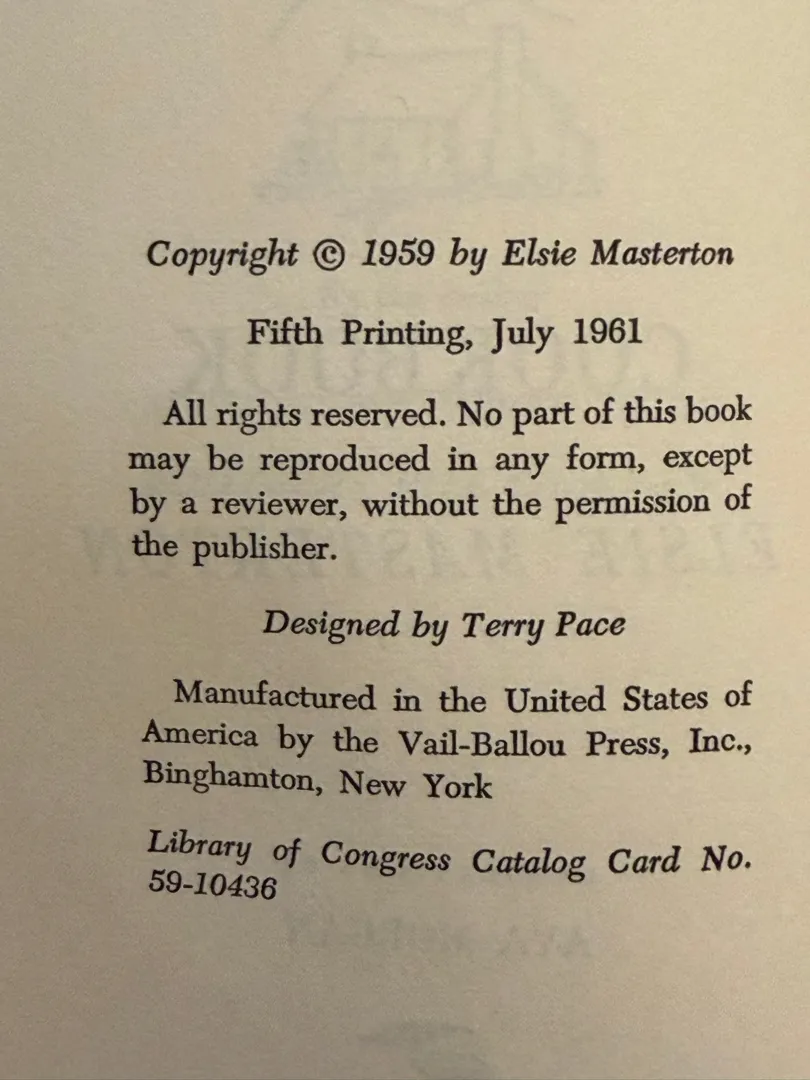 Copyright © 1959 by Elsie Masterton
Fifth Printing, July 1961
All rights reserved. No part of this book
may be reproduced in any form, except
by a reviewer, without the permission of
the publisher.
Designed by Terry Pace
Manufactured in the United States of
America by the Vail-Ballou Press, Inc.,
Binghamton, New York
Library of Congress Catalog Card No.
59-10436